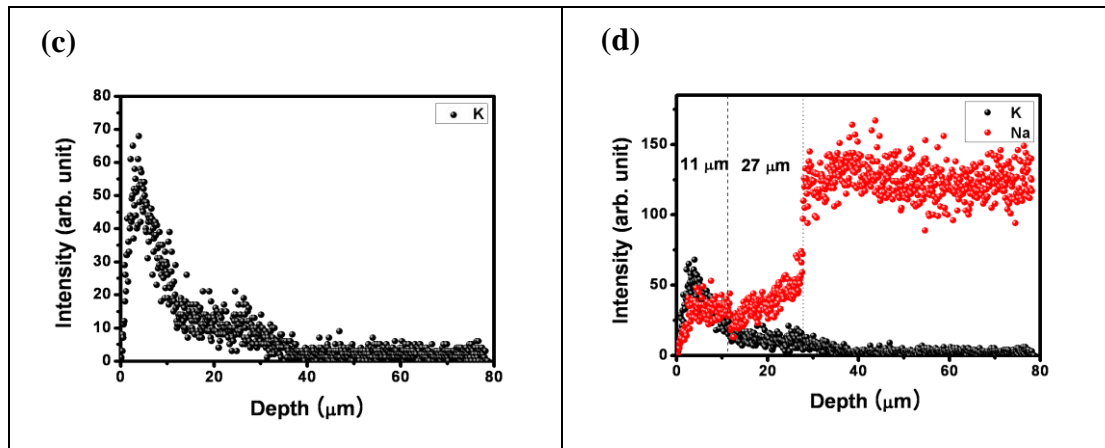 (c)
K
80
70
60
50
40
30
20
10
0
Intensity (arb. unit)
0 20 40 60 80
Depth (μm)
(d)
K
Na
150
100
50
0
11 μm 27 μm
Intensity (arb. unit)
0 20 40 60 80
Depth (μm)